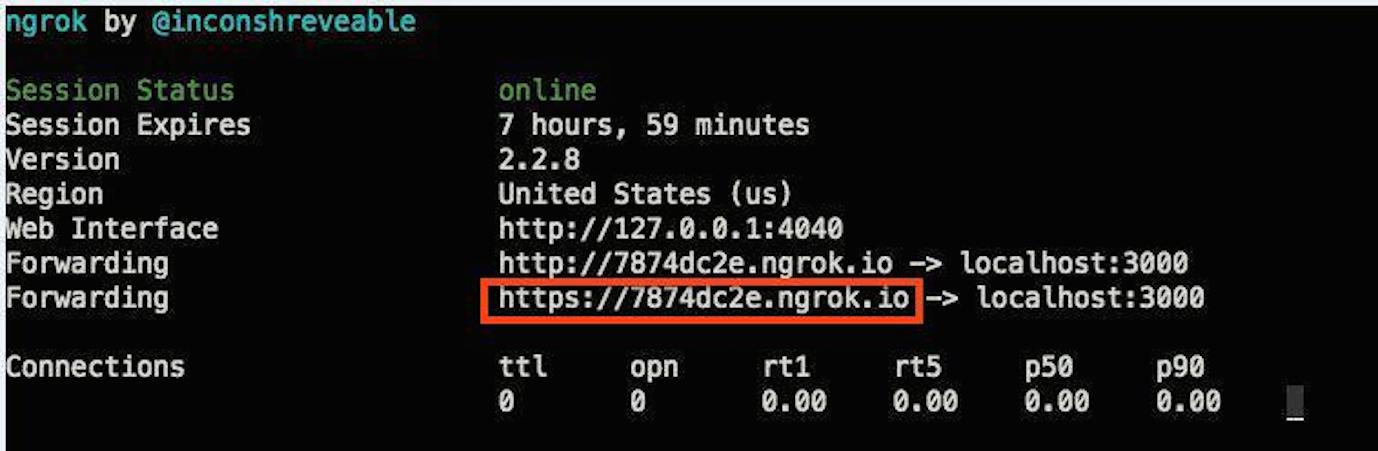 ngrok by @inconshreveable
Session Status online
Session Expires 7 hours, 59 minutes
Version 2.2.8
Region United States (us)
Web Interface http://127.0.0.1:4040
Forwarding http://7874dc2e.ngrok.io -> localhost:3000
Forwarding https://7874dc2e.ngrok.io -> localhost:3000
Connections ttl opn rt1 rt5 p50 p90
0 0 0.00 0.00 0.00 0.00